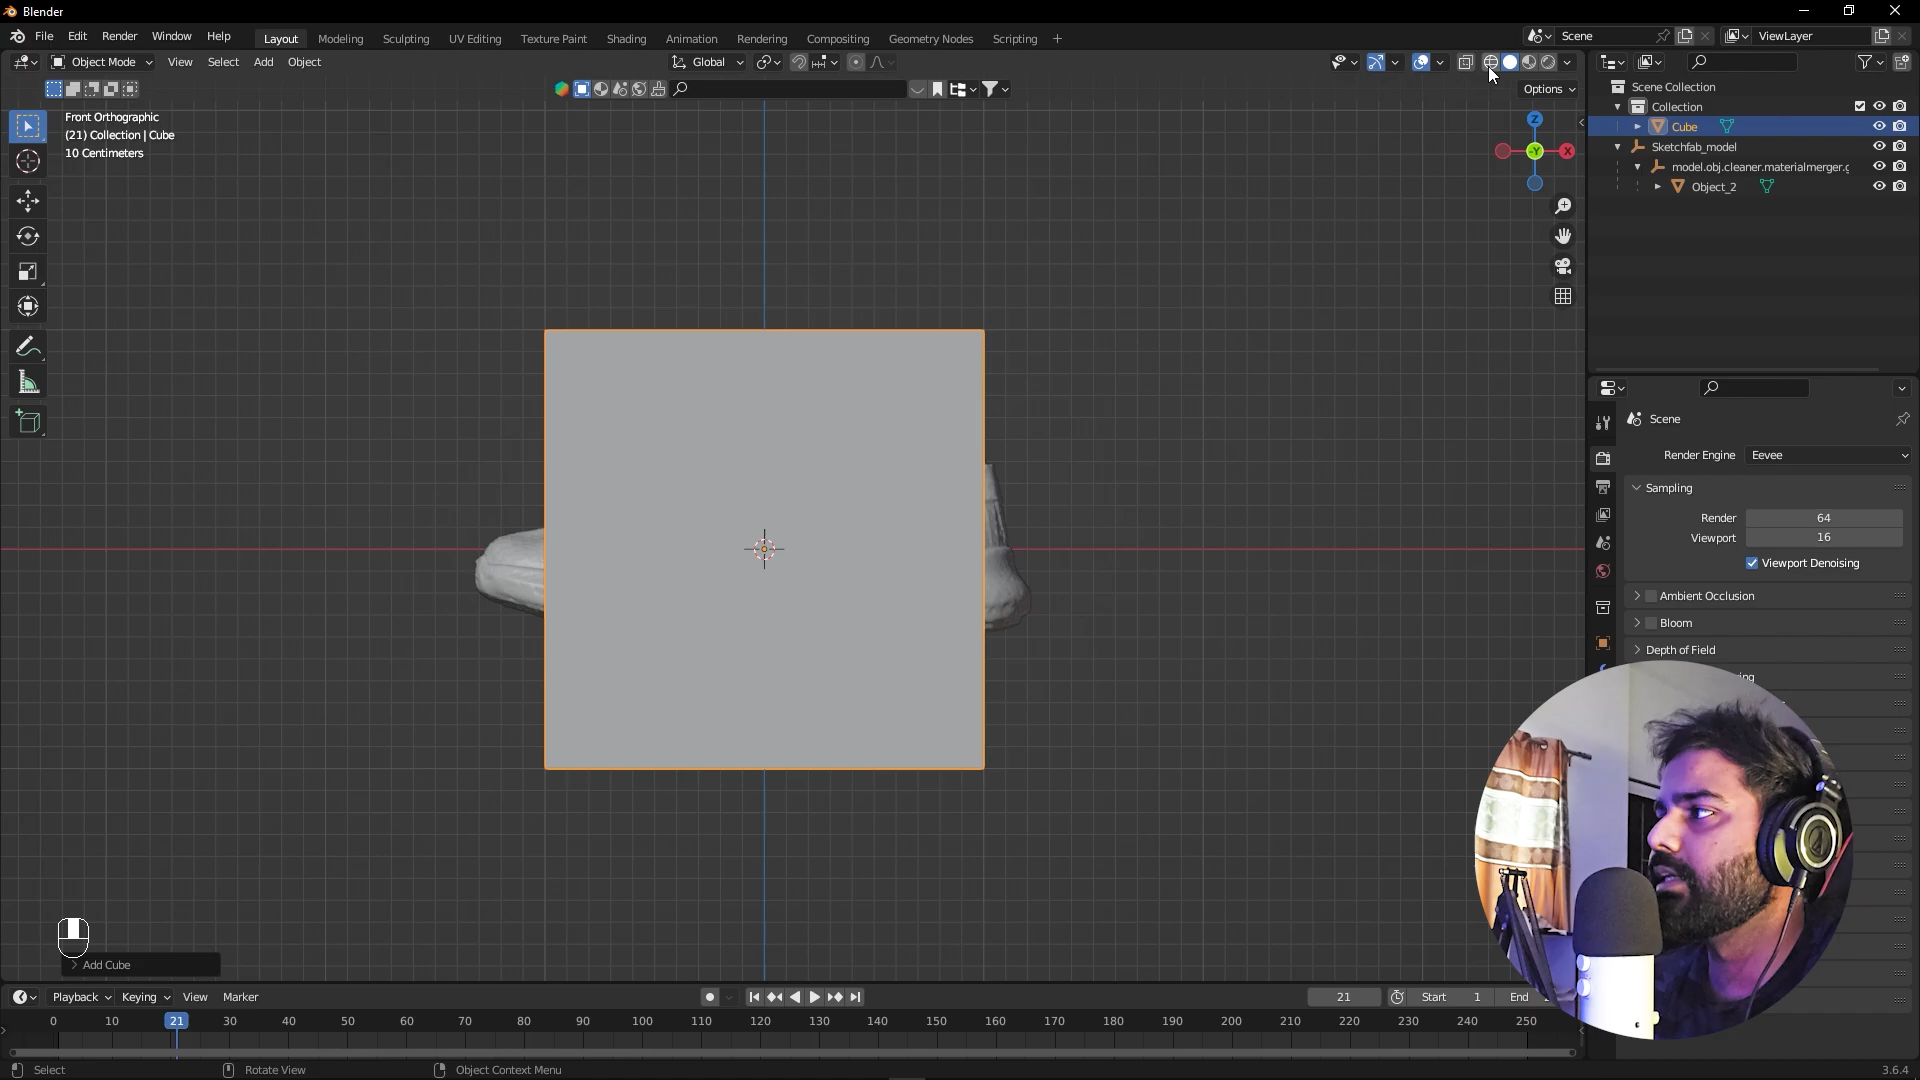 Blender
File Edit Render Window Help
Layout Modeling Sculpting UV Editing Texture Paint Shading Animation Rendering Compositing Geometry Nodes Scripting +
Scene
ViewLayer
Object Mode View Select Add Object
Global
Options
Front Orthographic
(21) Collection | Cube
10 Centimeters
Z
-Y
X
Scene Collection
Collection
Cube
Sketchfab_model
model.obj.cleaner.materialmerger.g
Object_2
Scene
Render Engine Eevee
Sampling
Render 64
Viewport 16
Viewport Denoising
Ambient Occlusion
Bloom
Depth of Field
Add Cube
Playback Keying View Marker
21 Start 1 End
0 10 21 30 40 50 60 70 80 90 100 110 120 130 140 150 160 170 180 190 200 210 220 230 240 250
Select Rotate View Object Context Menu 3.6.4